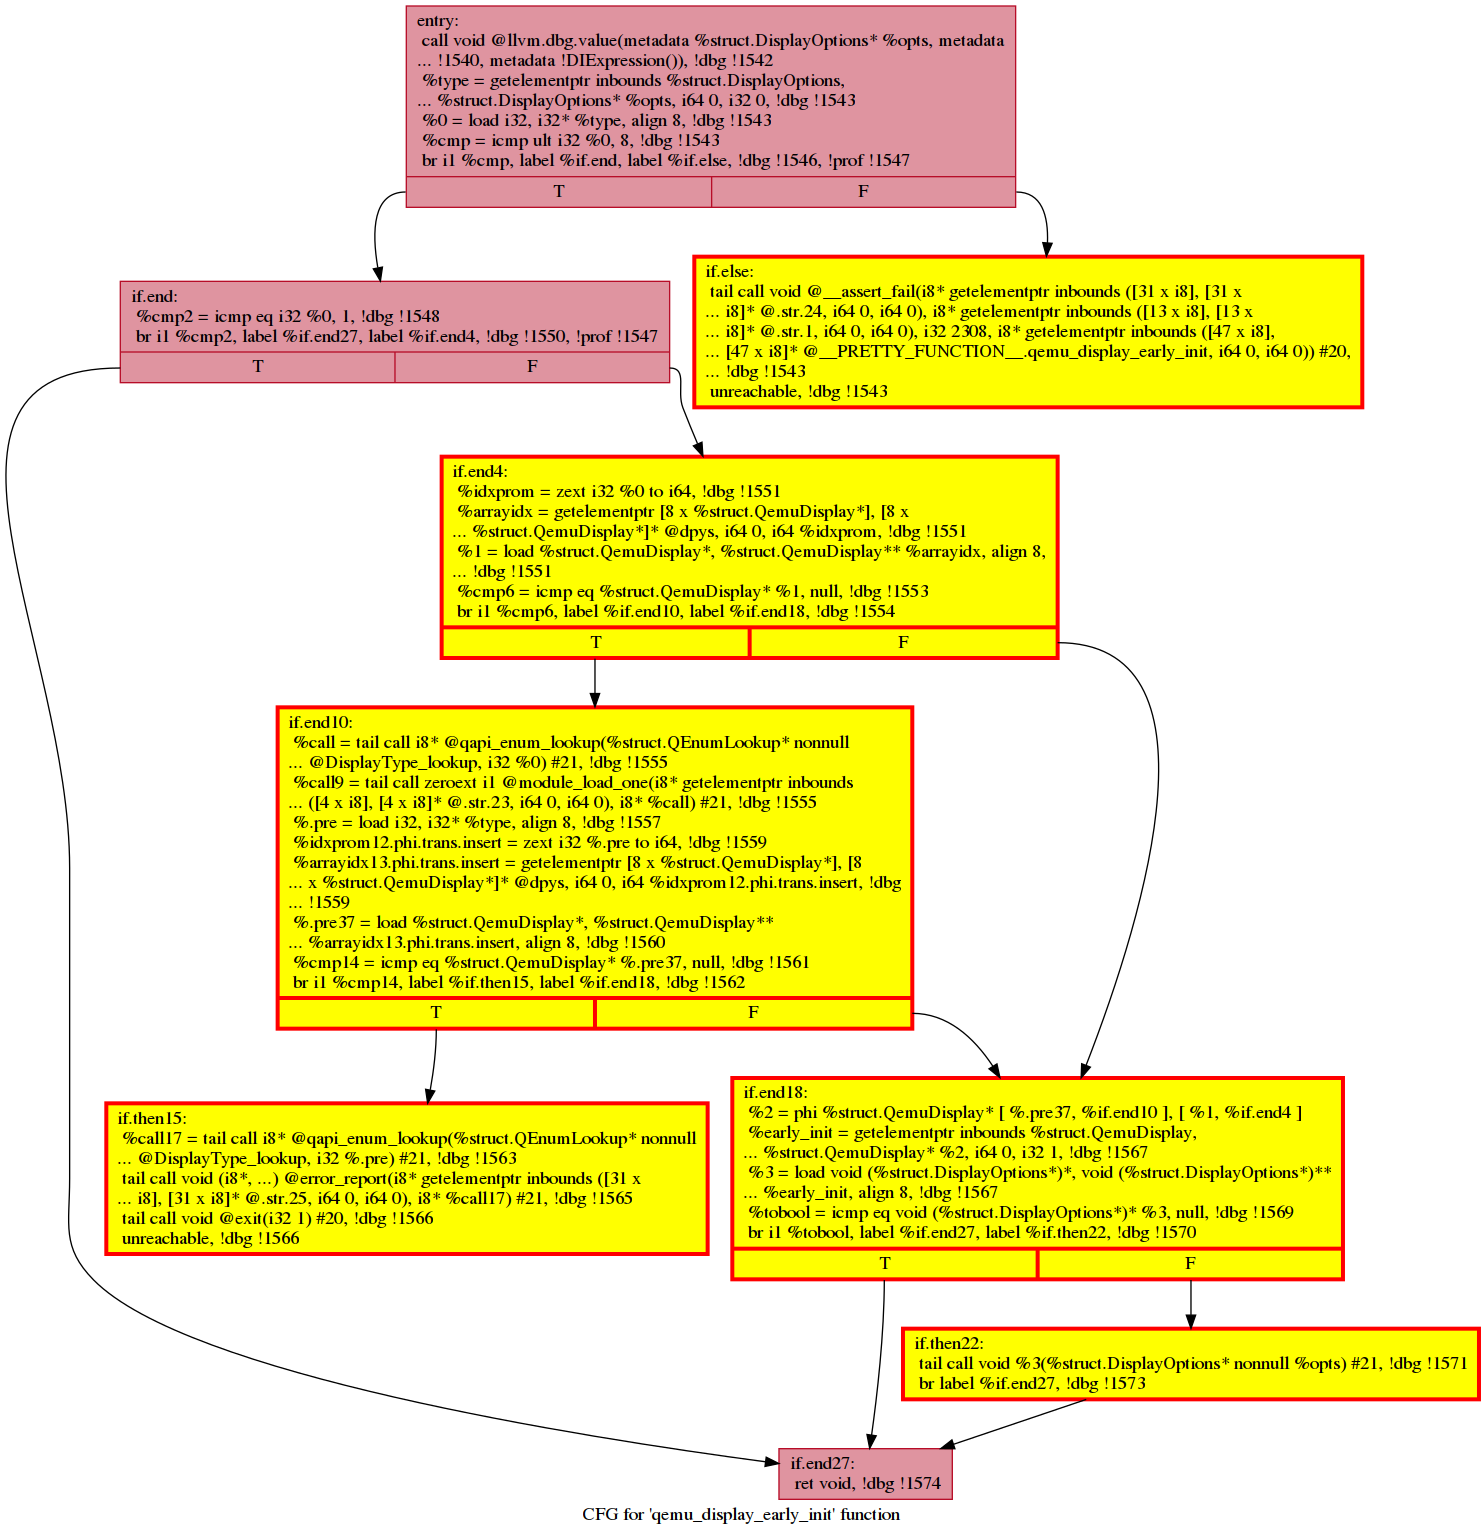 entry:
call void @llvm.dbg.value(metadata %struct.DisplayOptions* %opts, metadata
... !1540, metadata !DIExpression()), !dbg !1542
%type = getelementptr inbounds %struct.DisplayOptions,
... %struct.DisplayOptions* %opts, i64 0, i32 0, !dbg !1543
%0 = load i32, i32* %type, align 8, !dbg !1543
%cmp = icmp ult i32 %0, 8, !dbg !1543
br i1 %cmp, label %if.end, label %if.else, !dbg !1546, !prof !1547
T F
if.else:
tail call void @__assert_fail(i8* getelementptr inbounds ([31 x i8], [31 x
... i8]* @.str.24, i64 0, i64 0), i8* getelementptr inbounds ([13 x i8], [13 x
... i8]* @.str.1, i64 0, i64 0), i32 2308, i8* getelementptr inbounds ([47 x i8],
... [47 x i8]* @__PRETTY_FUNCTION__.qemu_display_early_init, i64 0, i64 0)) #20,
... !dbg !1543
unreachable, !dbg !1543
if.end:
%cmp2 = icmp eq i32 %0, 1, !dbg !1548
br i1 %cmp2, label %if.end27, label %if.end4, !dbg !1550, !prof !1547
T F
if.end4:
%idxprom = zext i32 %0 to i64, !dbg !1551
%arrayidx = getelementptr [8 x %struct.QemuDisplay*], [8 x
... %struct.QemuDisplay*]* @dpys, i64 0, i64 %idxprom, !dbg !1551
%1 = load %struct.QemuDisplay*, %struct.QemuDisplay** %arrayidx, align 8,
... !dbg !1551
%cmp6 = icmp eq %struct.QemuDisplay* %1, null, !dbg !1553
br i1 %cmp6, label %if.end10, label %if.end18, !dbg !1554
T F
if.end10:
%call = tail call i8* @qapi_enum_lookup(%struct.QEnumLookup* nonnull
... @DisplayType_lookup, i32 %0) #21, !dbg !1555
%call9 = tail call zeroext i1 @module_load_one(i8* getelementptr inbounds
... ([4 x i8], [4 x i8]* @.str.23, i64 0, i64 0), i8* %call) #21, !dbg !1555
%.pre = load i32, i32* %type, align 8, !dbg !1557
%idxprom12.phi.trans.insert = zext i32 %.pre to i64, !dbg !1559
%arrayidx13.phi.trans.insert = getelementptr [8 x %struct.QemuDisplay*], [8
... x %struct.QemuDisplay*]* @dpys, i64 0, i64 %idxprom12.phi.trans.insert, !dbg
... !1559
%.pre37 = load %struct.QemuDisplay*, %struct.QemuDisplay**
... %arrayidx13.phi.trans.insert, align 8, !dbg !1560
%cmp14 = icmp eq %struct.QemuDisplay* %.pre37, null, !dbg !1561
br i1 %cmp14, label %if.then15, label %if.end18, !dbg !1562
T F
if.then15:
%call17 = tail call i8* @qapi_enum_lookup(%struct.QEnumLookup* nonnull
... @DisplayType_lookup, i32 %.pre) #21, !dbg !1563
tail call void (i8*, ...) @error_report(i8* getelementptr inbounds ([31 x
... i8], [31 x i8]* @.str.25, i64 0, i64 0), i8* %call17) #21, !dbg !1565
tail call void @exit(i32 1) #20, !dbg !1566
unreachable, !dbg !1566
if.end18:
%2 = phi %struct.QemuDisplay* [ %.pre37, %if.end10 ], [ %1, %if.end4 ]
%early_init = getelementptr inbounds %struct.QemuDisplay,
... %struct.QemuDisplay* %2, i64 0, i32 1, !dbg !1567
%3 = load void (%struct.DisplayOptions*)*, void (%struct.DisplayOptions*)**
... %early_init, align 8, !dbg !1567
%tobool = icmp eq void (%struct.DisplayOptions*)* %3, null, !dbg !1569
br i1 %tobool, label %if.end27, label %if.then22, !dbg !1570
T F
if.then22:
tail call void %3(%struct.DisplayOptions* nonnull %opts) #21, !dbg !1571
br label %if.end27, !dbg !1573
if.end27:
ret void, !dbg !1574
CFG for 'qemu_display_early_init' function